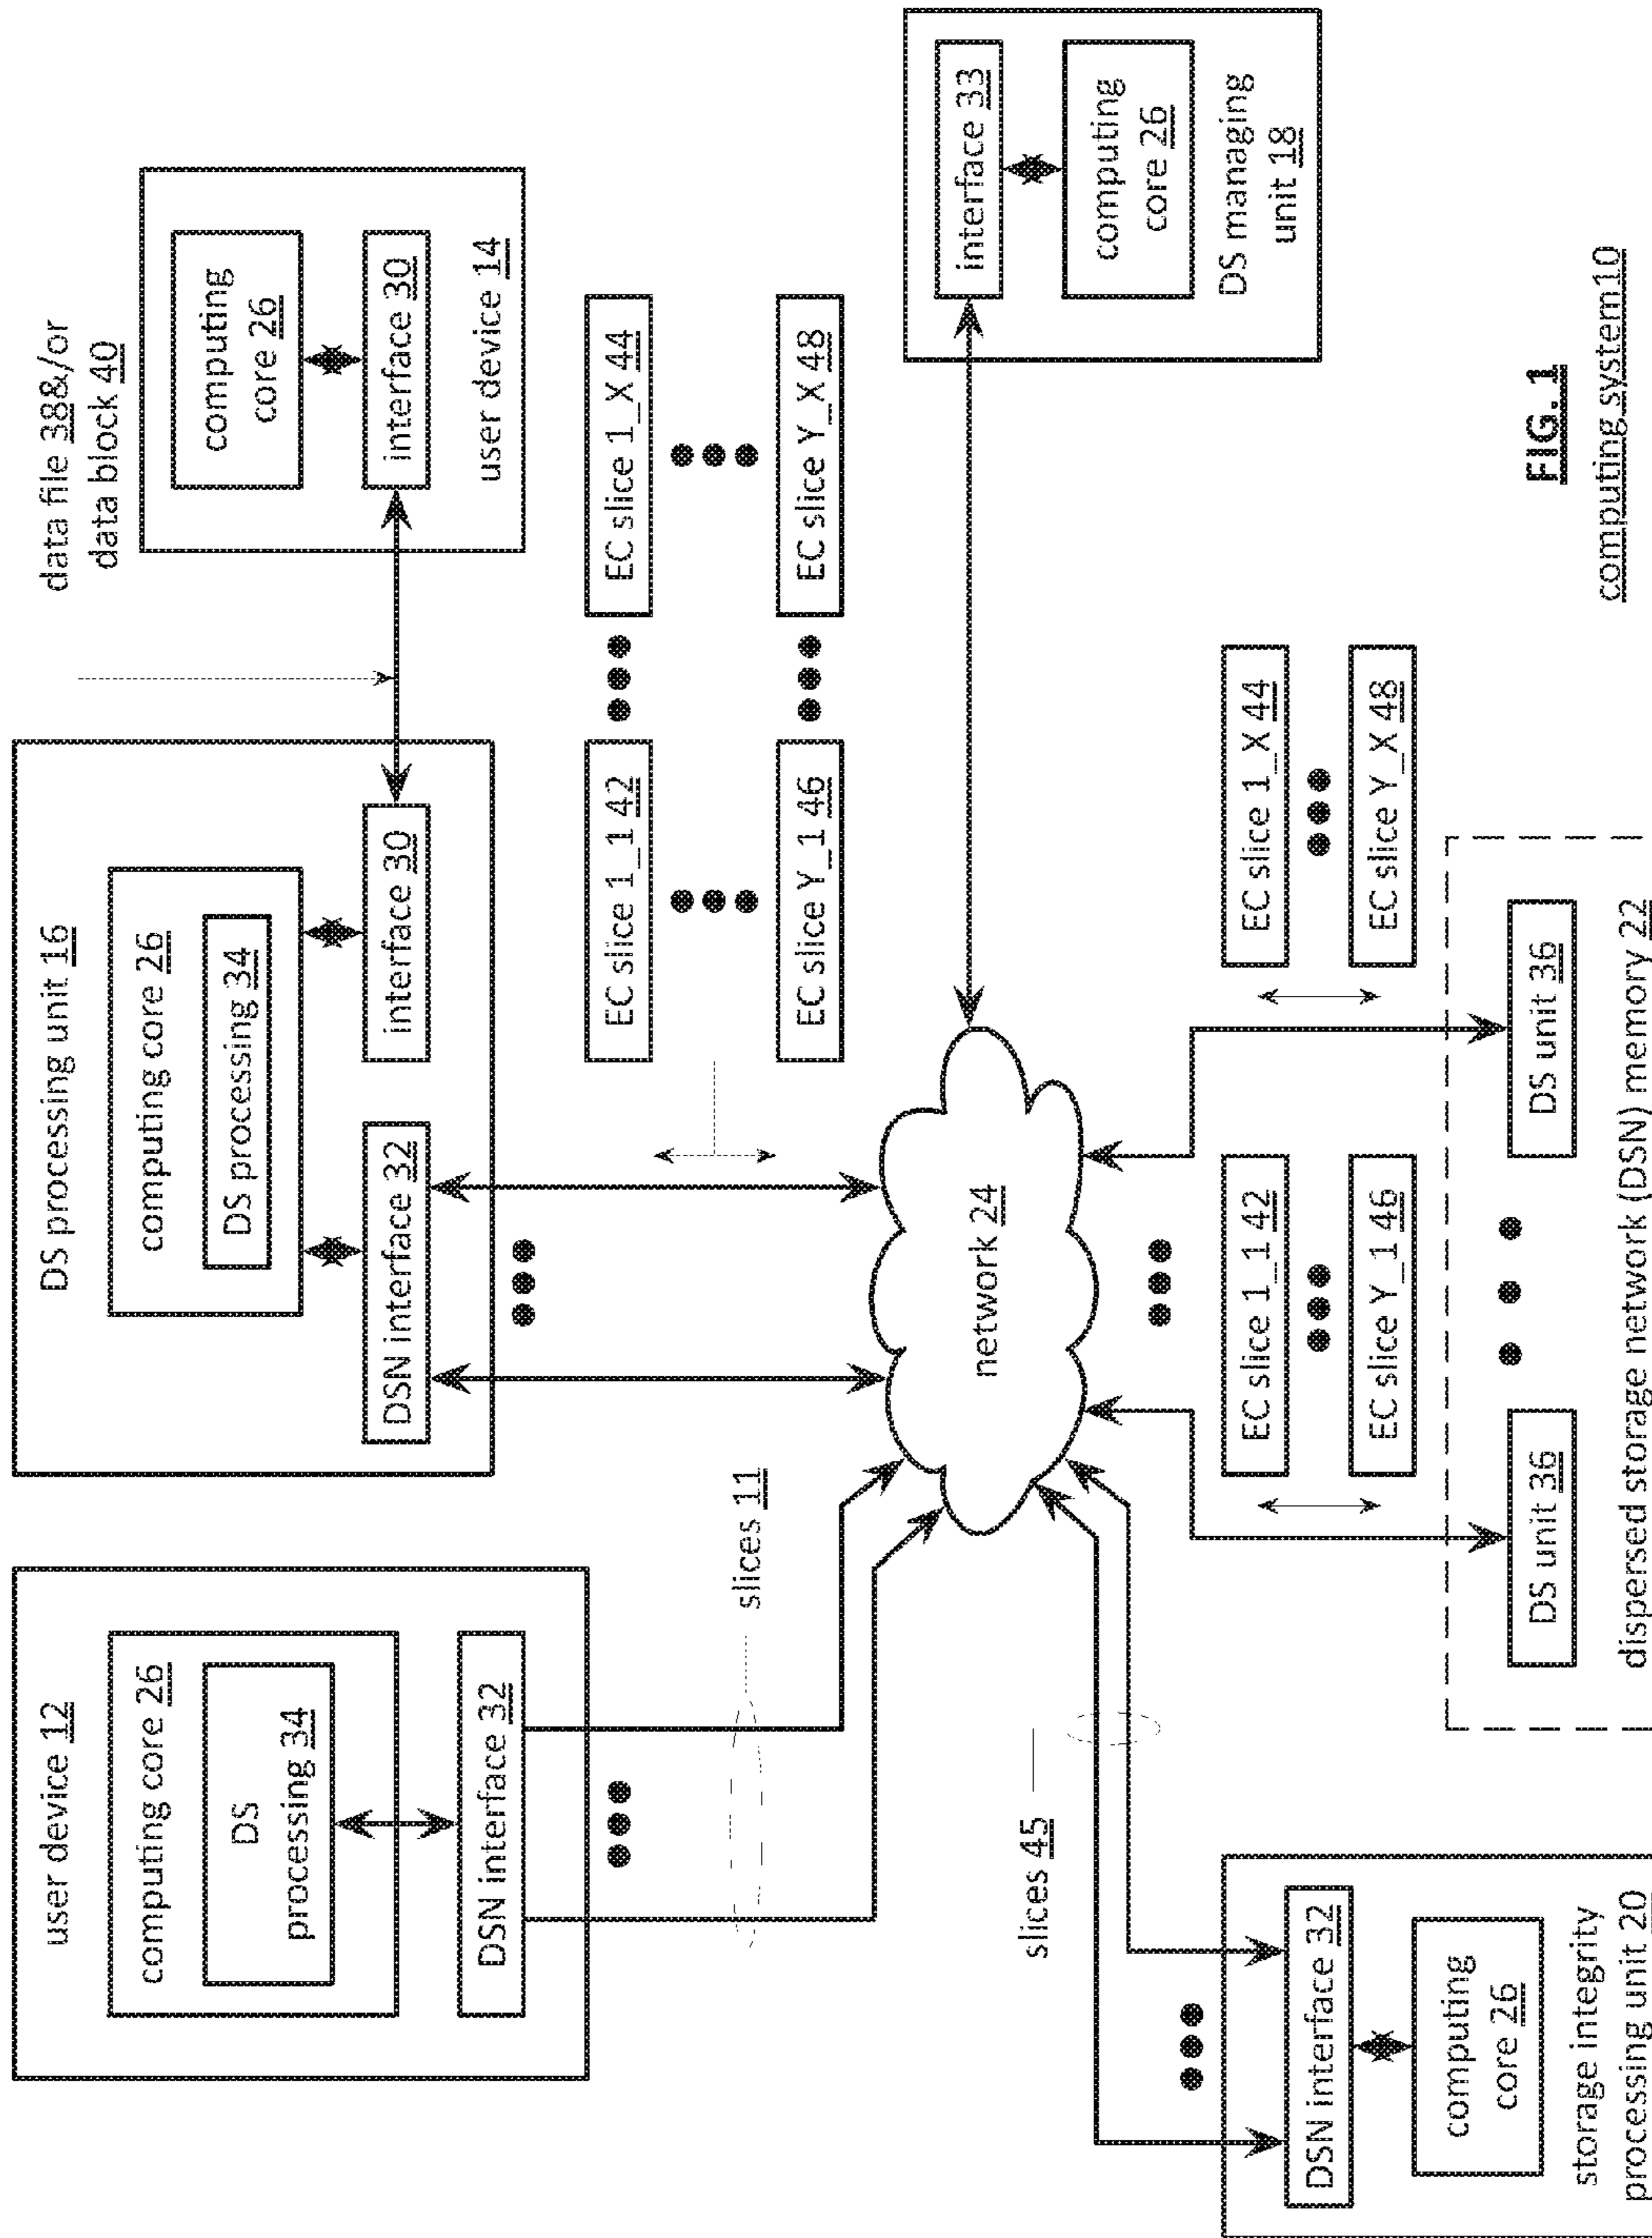 user device 12
computing core 26
DS
processing 34
DSN interface 32
slices 11
DS processing unit 16
computing core 26
DS processing 34
DSN interface 32
interface 30
data file 38&/or
data block 40
computing
core 26
interface 30
user device 14
EC slice 1_1 42
EC slice 1_X 44
EC slice Y_1 46
EC slice Y_X 48
network 24
interface 33
computing
core 26
DS managing
unit 18
slices 45
DSN interface 32
computing
core 26
storage integrity
processing unit 20
EC slice 1_1 42
EC slice Y_1 46
EC slice 1_X 44
EC slice Y_X 48
DS unit 36
DS unit 36
dispersed storage network (DSN) memory 22
FIG. 1
computing system10